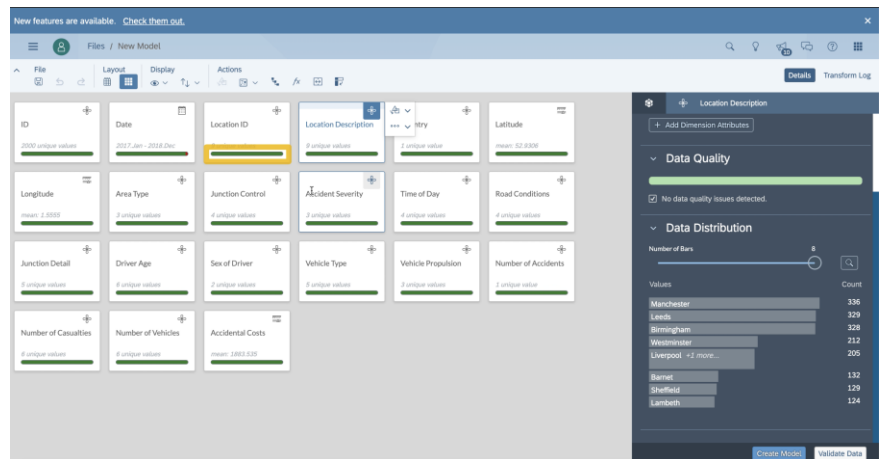 New features are available. Check them out.
Files / New Model
File
Layout
Display
Actions
Details
Transform Log
ID
2000 unique values
Date
2017.Jan - 2018.Dec
Location ID
Location Description
9 unique values
ntry
1 unique value
Latitude
mean: 52.9306
Longitude
mean: 1.5555
Area Type
3 unique values
Junction Control
4 unique values
Accident Severity
3 unique values
Time of Day
4 unique values
Road Conditions
4 unique values
Junction Detail
5 unique values
Driver Age
6 unique values
Sex of Driver
2 unique values
Vehicle Type
5 unique values
Vehicle Propulsion
3 unique values
Number of Accidents
1 unique value
Number of Casualties
6 unique values
Number of Vehicles
6 unique values
Accidental Costs
mean: 1863.535
Location Description
+ Add Dimension Attributes
Data Quality
No data quality issues detected.
Data Distribution
Number of Bars 8
Values Count
Manchester 336
Leeds 329
Birmingham 328
Westminster 212
Liverpool +1 more... 205
Barnet 132
Sheffield 129
Lambeth 124
Create Model
Validate Data